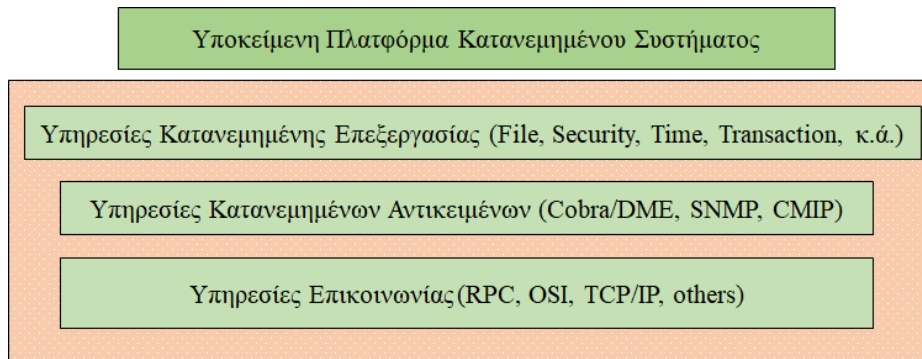 Υποκείμενη Πλατφόρμα Κατανεμημένου Συστήματος
Υπηρεσίες Κατανεμημένης Επεξεργασίας (File, Security, Time, Transaction, κ.ά.)
Υπηρεσίες Κατανεμημένων Αντικειμένων (Cobra/DME, SNMP, CMIP)
Υπηρεσίες Επικοινωνίας (RPC, OSI, TCP/IP, others)